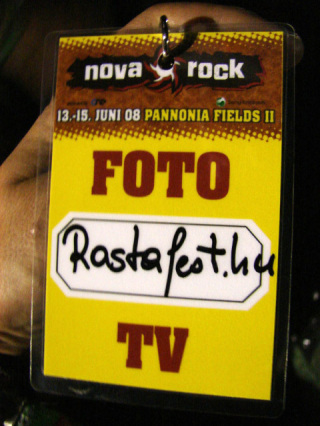 nova rock
13.-15. JUNI 08 PANNONIA FIELDS II
FOTO
Rastafest.hu
TV